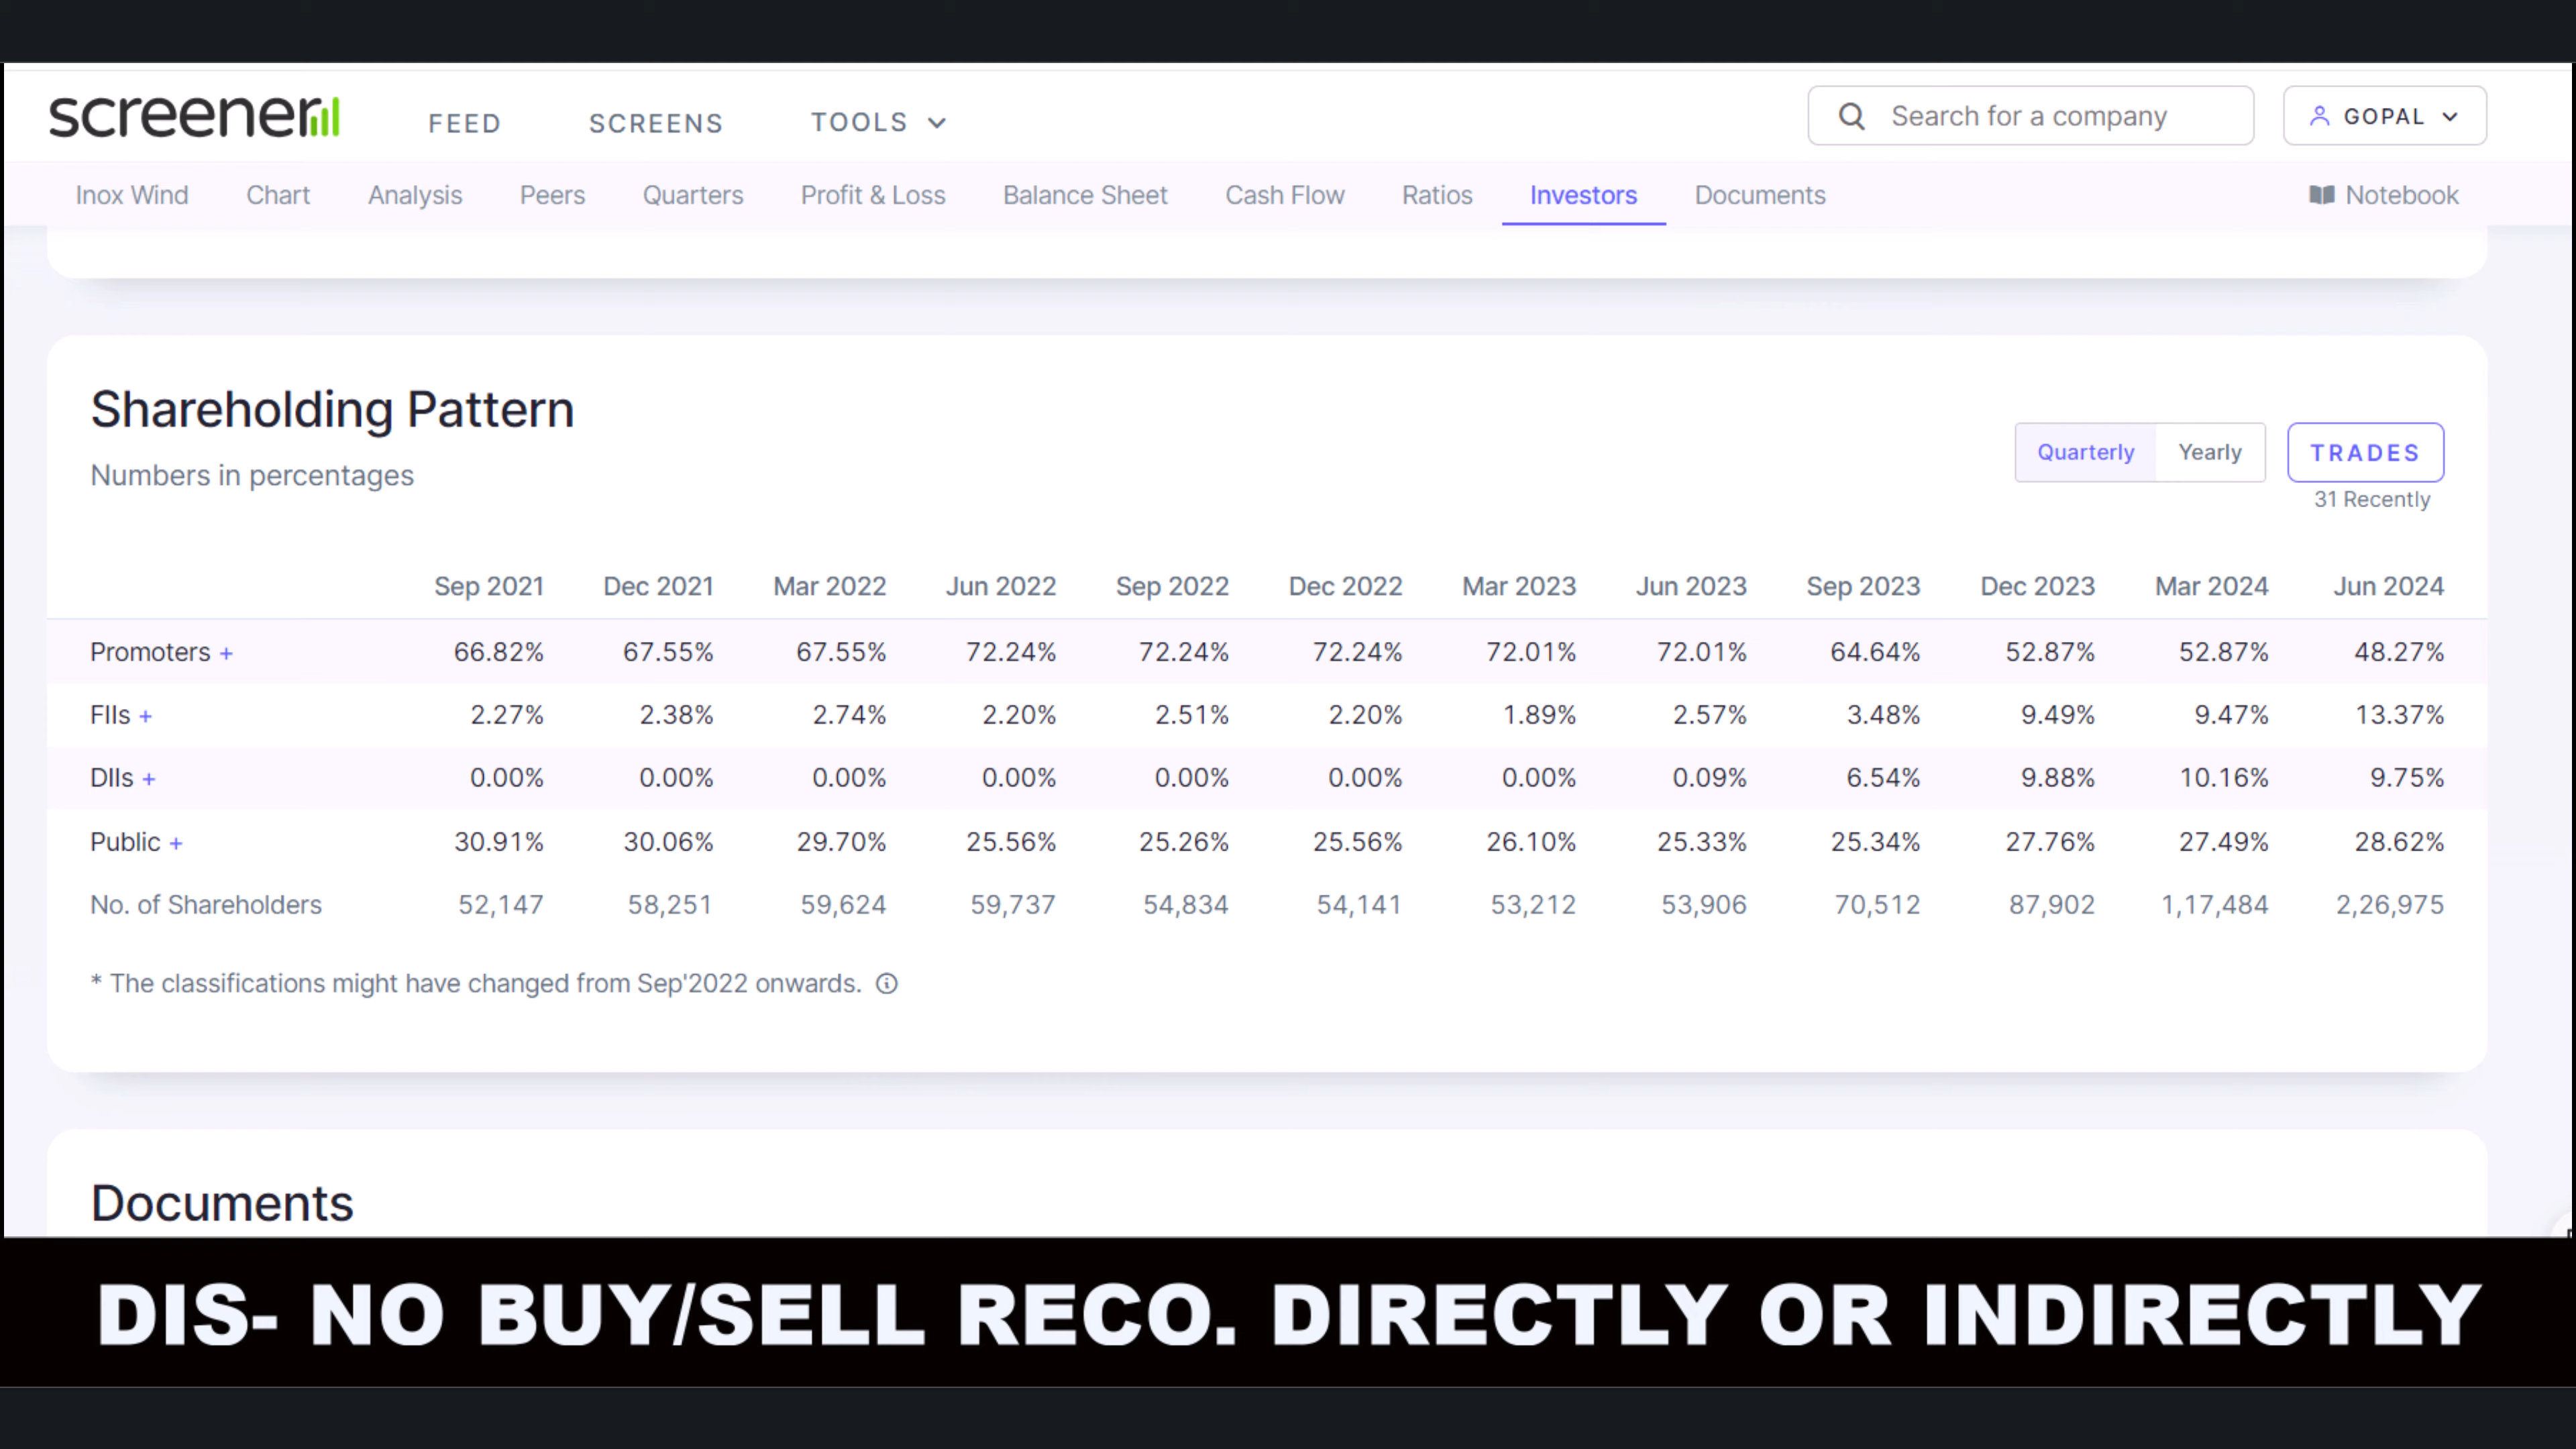 screener FEED SCREENS TOOLS Search for a company GOPAL
Inox Wind Chart Analysis Peers Quarters Profit & Loss Balance Sheet Cash Flow Ratios Investors Documents Notebook
Shareholding Pattern
Numbers in percentages
Quarterly Yearly TRADES
31 Recently
Sep 2021 Dec 2021 Mar 2022 Jun 2022 Sep 2022 Dec 2022 Mar 2023 Jun 2023 Sep 2023 Dec 2023 Mar 2024 Jun 2024
Promoters + 66.82% 67.55% 67.55% 72.24% 72.24% 72.24% 72.01% 72.01% 64.64% 52.87% 52.87% 48.27%
FIIs + 2.27% 2.38% 2.74% 2.20% 2.51% 2.20% 1.89% 2.57% 3.48% 9.49% 9.47% 13.37%
DIIs + 0.00% 0.00% 0.00% 0.00% 0.00% 0.00% 0.00% 0.09% 6.54% 9.88% 10.16% 9.75%
Public + 30.91% 30.06% 29.70% 25.56% 25.26% 25.56% 26.10% 25.33% 25.34% 27.76% 27.49% 28.62%
No. of Shareholders 52,147 58,251 59,624 59,737 54,834 54,141 53,212 53,906 70,512 87,902 1,17,484 2,26,975
* The classifications might have changed from Sep'2022 onwards.
Documents
DIS- NO BUY/SELL RECO. DIRECTLY OR INDIRECTLY